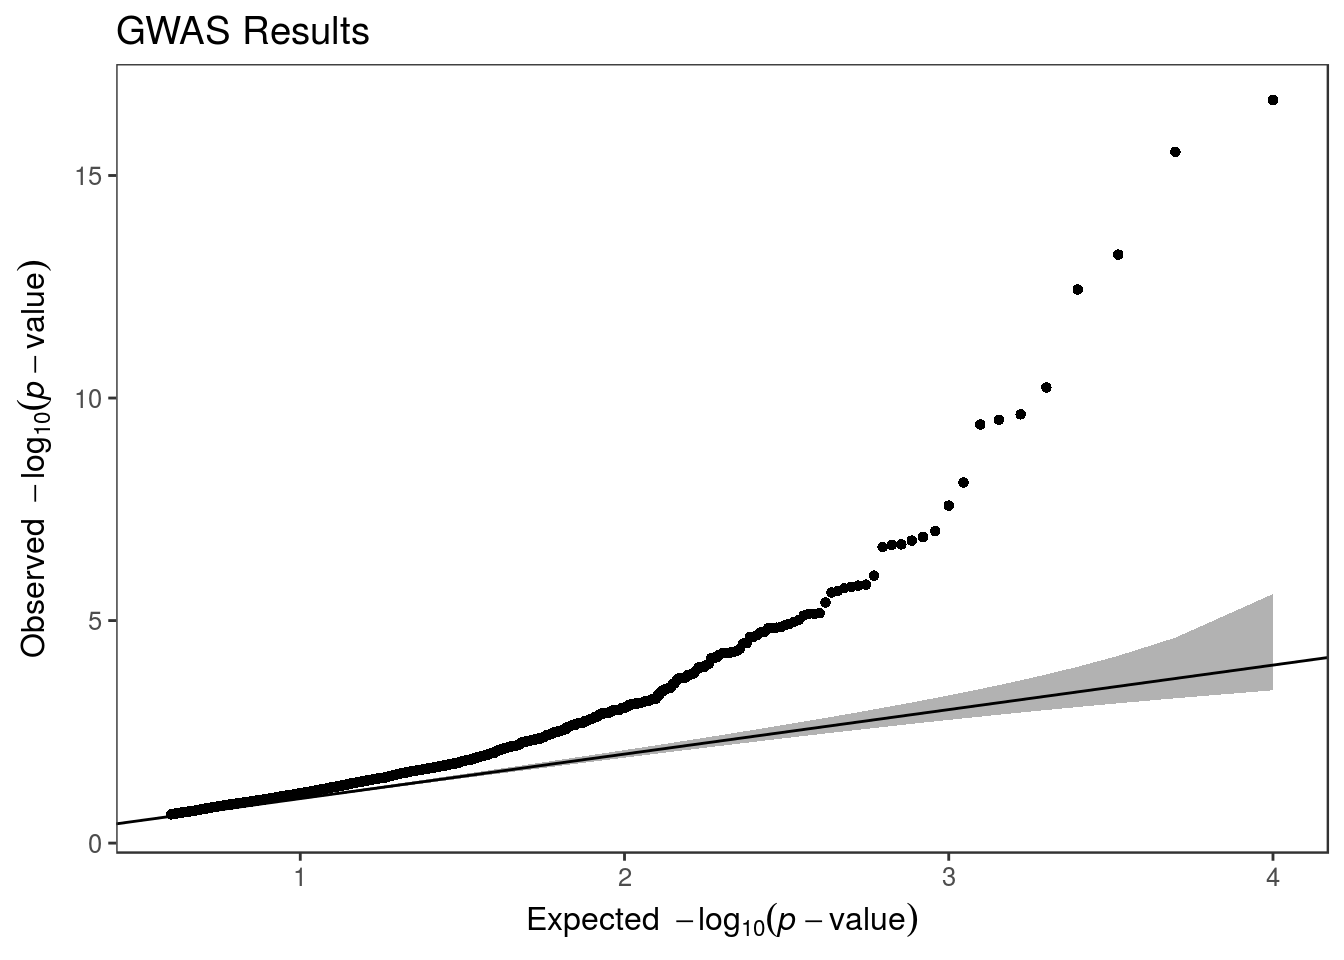 GWAS Results
Observed −log₁₀(p − value)
15
10
5
0
1 2 3 4
Expected −log₁₀(p − value)